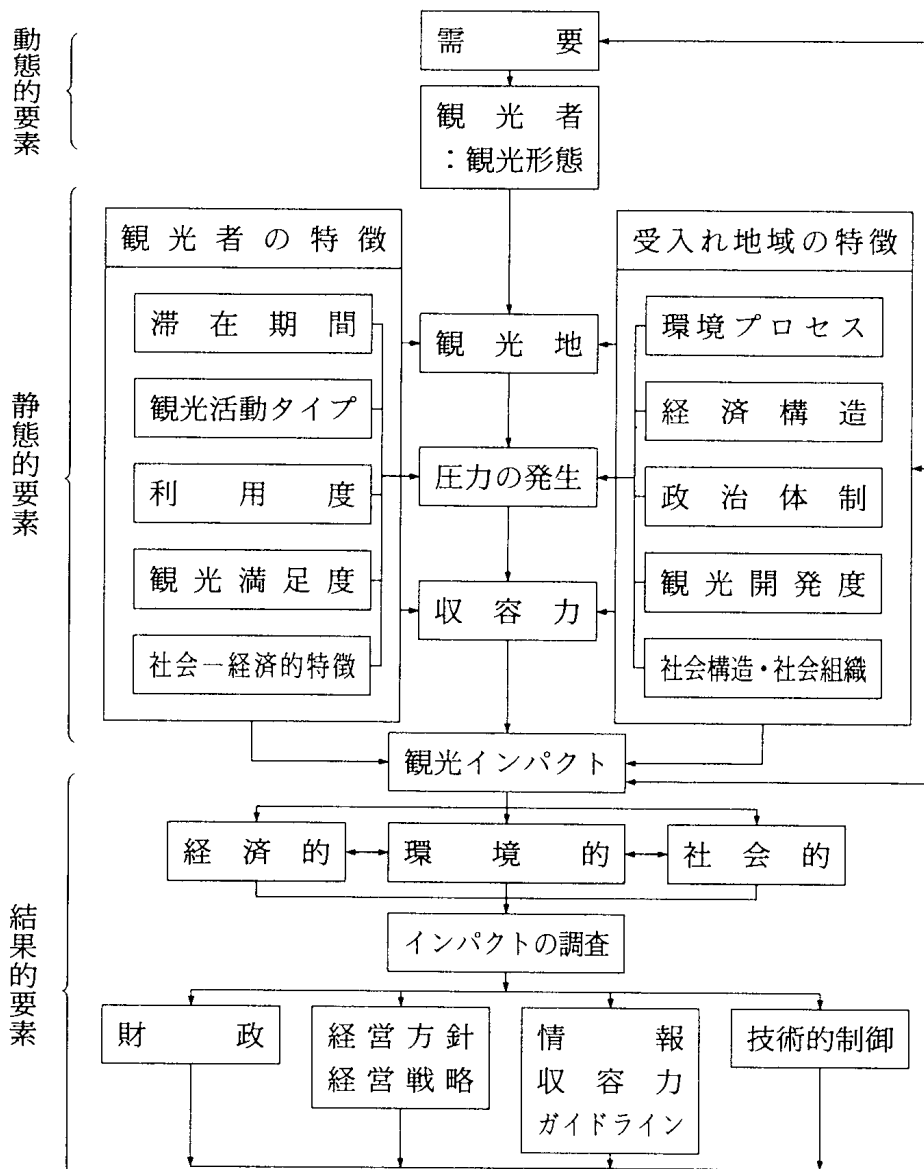 動態的要素
需要
観光者
：観光形態
静態的要素
観光者の特徴
滞在期間
観光活動タイプ
利用度
観光満足度
社会―経済的特徴
観光地
圧力の発生
収容力
受入れ地域の特徴
環境プロセス
経済構造
政治体制
観光開発度
社会構造・社会組織
観光インパクト
結果的要素
経済的
環境的
社会的
インパクトの調査
財政
経営方針
経営戦略
情報
収容力
ガイドライン
技術的制御